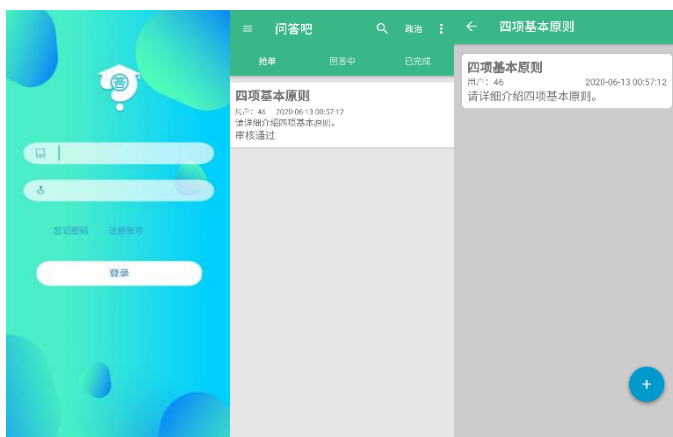 答
忘记密码 注册账号
登录
问答吧 政治
抢单 回答中 已完成
四项基本原则
用户：46 2020-06-13 00:57:12
请详细介绍四项基本原则。
审核通过
四项基本原则
四项基本原则
用户：46 2020-06-13 00:57:12
请详细介绍四项基本原则。